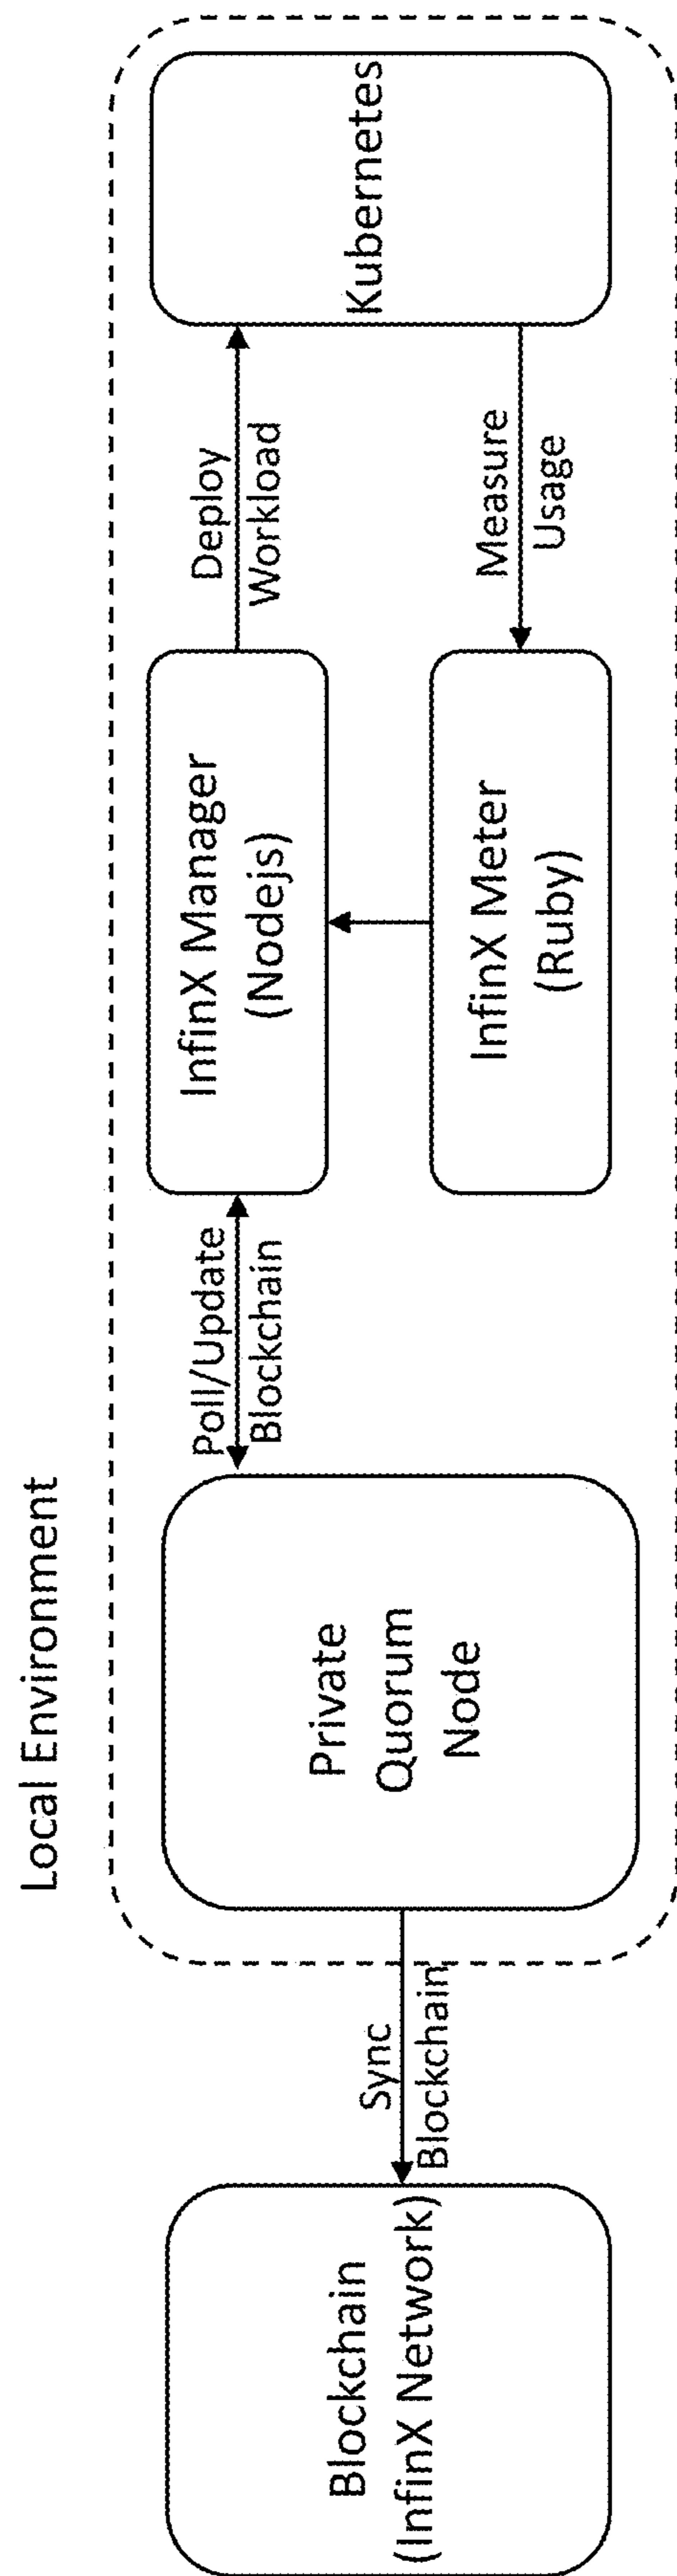 Local Environment
Blockchain
(InfinX Network)
Sync
Blockchain
Private
Quorum
Node
Poll/Update
Blockchain
InfinX Manager
(Nodejs)
InfinX Meter
(Ruby)
Deploy
Workload
Measure
Usage
Kubernetes